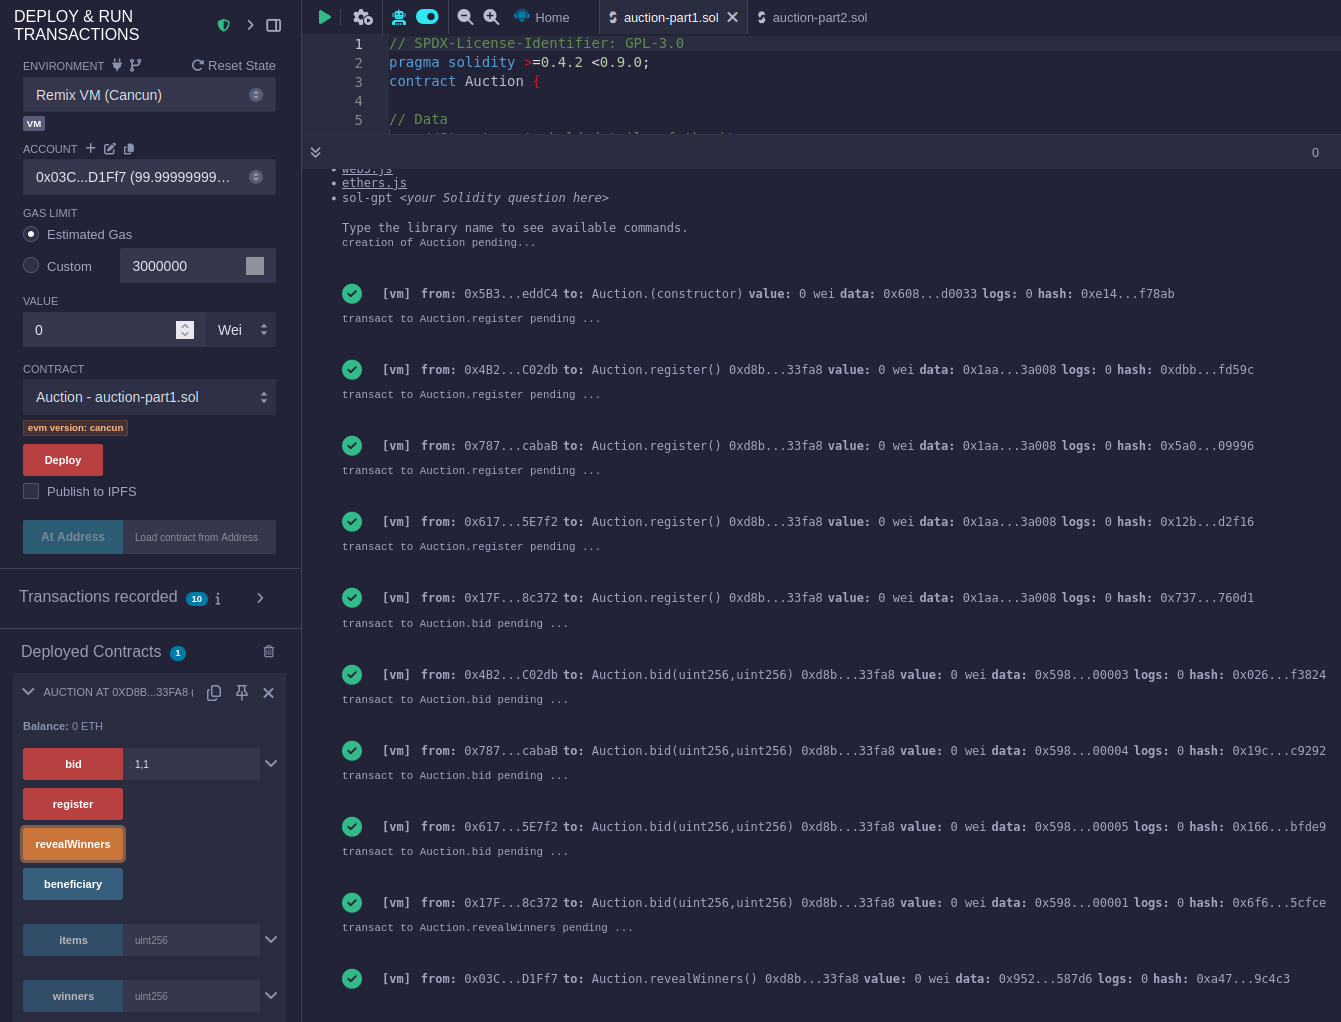 DEPLOY & RUN
TRANSACTIONS
ENVIRONMENT
Reset State
Remix VM (Cancun)
VM
ACCOUNT
0x03C...D1Ff7 (99.99999999...
GAS LIMIT
Estimated Gas
Custom
3000000
VALUE
0
Wei
CONTRACT
Auction - auction-part1.sol
evm version: cancun
Deploy
Publish to IPFS
At Address
Load contract from Address
Transactions recorded 10 i
Deployed Contracts 1
AUCTION AT 0XD8B...33FA8 (
Balance: 0 ETH
bid
1,1
register
revealWinners
beneficiary
items
uint256
winners
uint256
Home
auction-part1.sol
auction-part2.sol
1 // SPDX-License-Identifier: GPL-3.0
2 pragma solidity >=0.4.2 <0.9.0;
3 contract Auction {
4
5 // Data
0
web3.js
ethers.js
sol-gpt <your Solidity question here>
Type the library name to see available commands.
creation of Auction pending...
[vm] from: 0x5B3...eddC4 to: Auction.(constructor) value: 0 wei data: 0x608...d0033 logs: 0 hash: 0xe14...f78ab
transact to Auction.register pending ...
[vm] from: 0x4B2...C02db to: Auction.register() 0xd8b...33fa8 value: 0 wei data: 0x1aa...3a008 logs: 0 hash: 0xdbb...fd59c
transact to Auction.register pending ...
[vm] from: 0x787...cabaB to: Auction.register() 0xd8b...33fa8 value: 0 wei data: 0x1aa...3a008 logs: 0 hash: 0x5a0...09996
transact to Auction.register pending ...
[vm] from: 0x617...5E7f2 to: Auction.register() 0xd8b...33fa8 value: 0 wei data: 0x1aa...3a008 logs: 0 hash: 0x12b...d2f16
transact to Auction.register pending ...
[vm] from: 0x17F...8c372 to: Auction.register() 0xd8b...33fa8 value: 0 wei data: 0x1aa...3a008 logs: 0 hash: 0x737...760d1
transact to Auction.bid pending ...
[vm] from: 0x4B2...C02db to: Auction.bid(uint256,uint256) 0xd8b...33fa8 value: 0 wei data: 0x598...00003 logs: 0 hash: 0x026...f3824
transact to Auction.bid pending ...
[vm] from: 0x787...cabaB to: Auction.bid(uint256,uint256) 0xd8b...33fa8 value: 0 wei data: 0x598...00004 logs: 0 hash: 0x19c...c9292
transact to Auction.bid pending ...
[vm] from: 0x617...5E7f2 to: Auction.bid(uint256,uint256) 0xd8b...33fa8 value: 0 wei data: 0x598...00005 logs: 0 hash: 0x166...bfde9
transact to Auction.bid pending ...
[vm] from: 0x17F...8c372 to: Auction.bid(uint256,uint256) 0xd8b...33fa8 value: 0 wei data: 0x598...00001 logs: 0 hash: 0x6f6...5cfce
transact to Auction.revealWinners pending ...
[vm] from: 0x03C...D1Ff7 to: Auction.revealWinners() 0xd8b...33fa8 value: 0 wei data: 0x952...587d6 logs: 0 hash: 0xa47...9c4c3